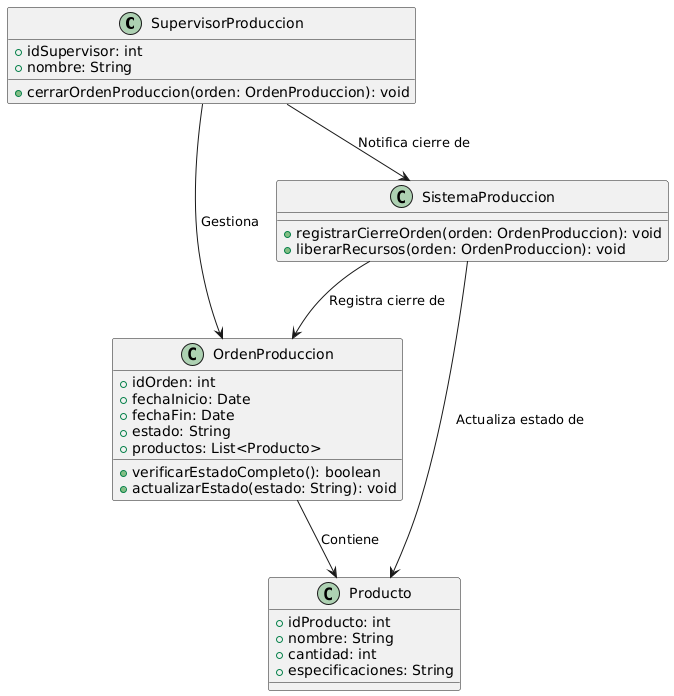 C SupervisorProduccion
idSupervisor: int
nombre: String
cerrarOrdenProduccion(orden: OrdenProduccion): void
Notifica cierre de
C SistemaProduccion
registrarCierreOrden(orden: OrdenProduccion): void
liberarRecursos(orden: OrdenProduccion): void
Gestiona
Registra cierre de
C OrdenProduccion
idOrden: int
fechaInicio: Date
fechaFin: Date
estado: String
productos: List<Producto>
verificarEstadoCompleto(): boolean
actualizarEstado(estado: String): void
Actualiza estado de
Contiene
C Producto
idProducto: int
nombre: String
cantidad: int
especificaciones: String